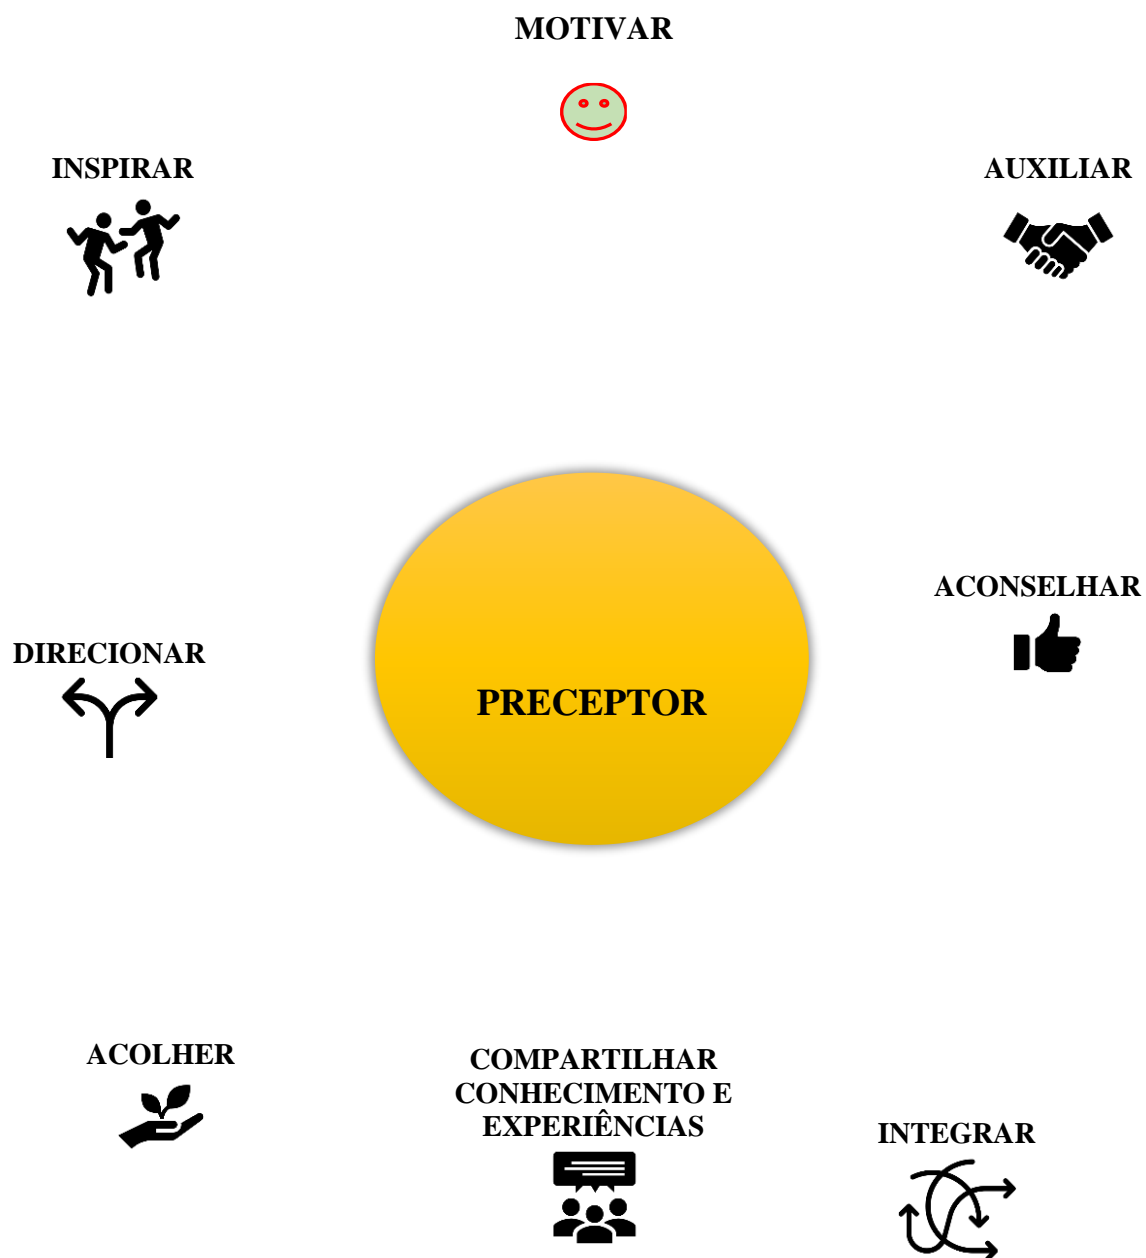 MOTIVAR
INSPIRAR
AUXILIAR
ACONSELHAR
DIRECIONAR
PRECEPTOR
ACOLHER
COMPARTILHAR
CONHECIMENTO E
EXPERIÊNCIAS
INTEGRAR